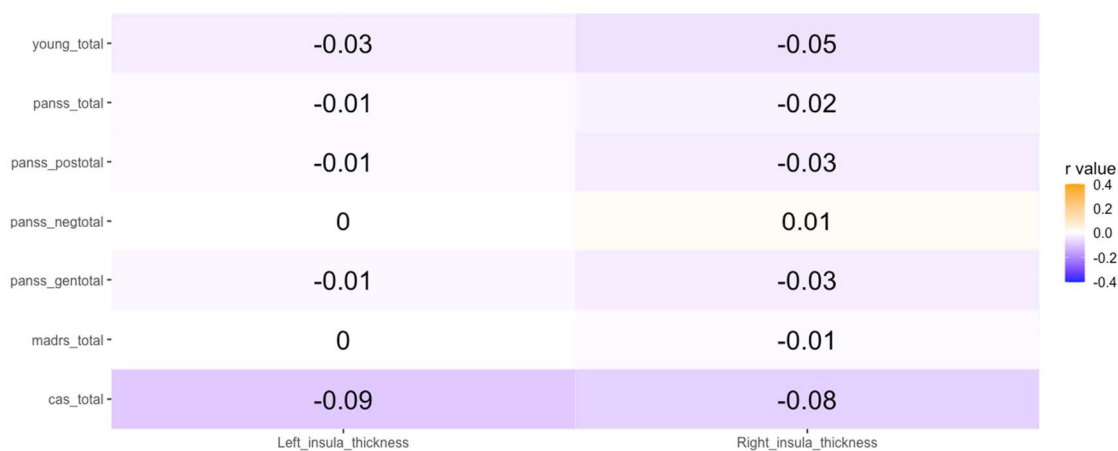 young_total -0.03 -0.05
panss_total -0.01 -0.02
panss_postotal -0.01 -0.03
panss_negtotal 0 0.01
panss_gentotal -0.01 -0.03
madrs_total 0 -0.01
cas_total -0.09 -0.08
Left_insula_thickness Right_insula_thickness
r value
0.4
0.2
0.0
-0.2
-0.4